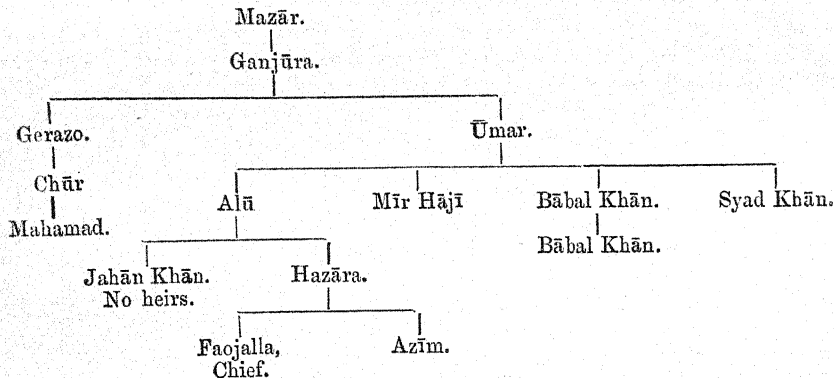 Mazār.
Ganjūra.
Gerazo. Ūmar.
Chūr Alū Mīr Hājī Bābal Khān. Syad Khān.
Mahamad. Bābal Khān.
Jahān Khān. Hazāra.
No heirs.
Faojalla, Azīm.
Chief.